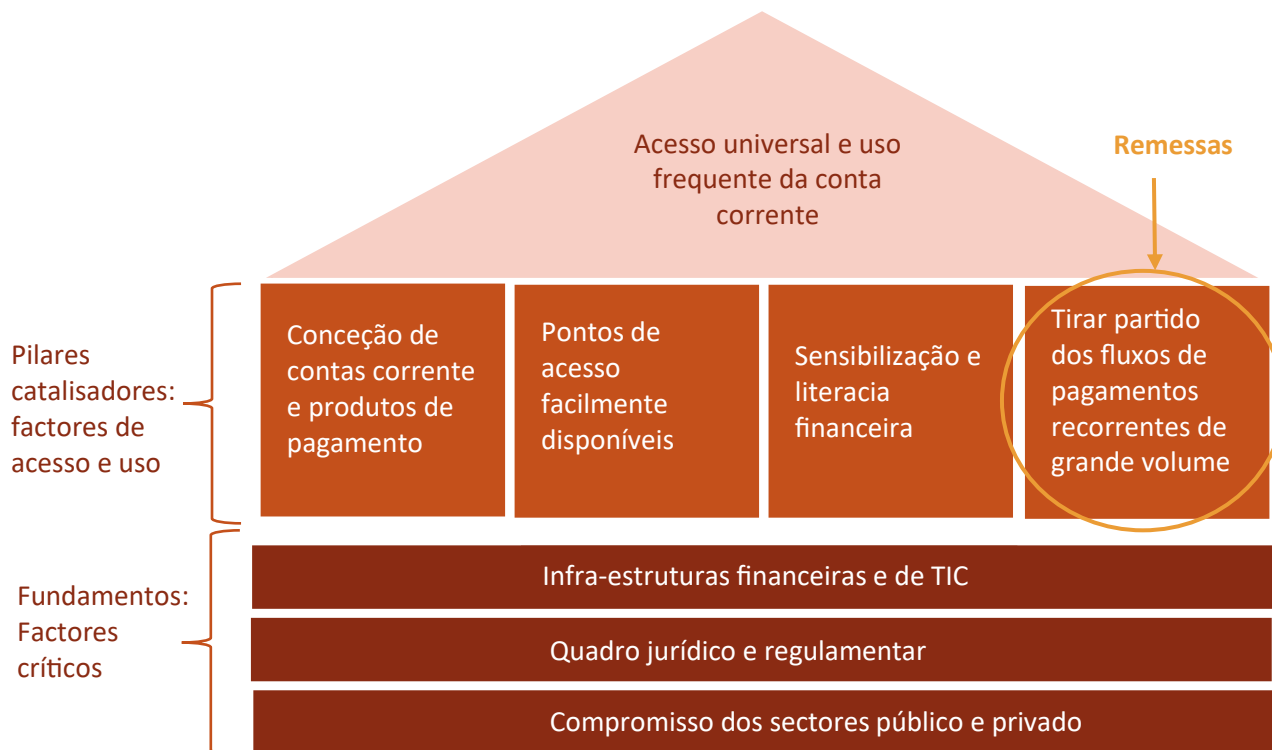 Acesso universal e uso
frequente da conta
corrente
Remessas
Pilares
catalisadores:
factores de
acesso e uso
Conceção de
contas corrente
e produtos de
pagamento
Pontos de
acesso
facilmente
disponíveis
Sensibilização e
literacia
financeira
Tirar partido
dos fluxos de
pagamentos
recorrentes de
grande volume
Fundamentos:
Factores
críticos
Infra-estruturas financeiras e de TIC
Quadro jurídico e regulamentar
Compromisso dos sectores público e privado